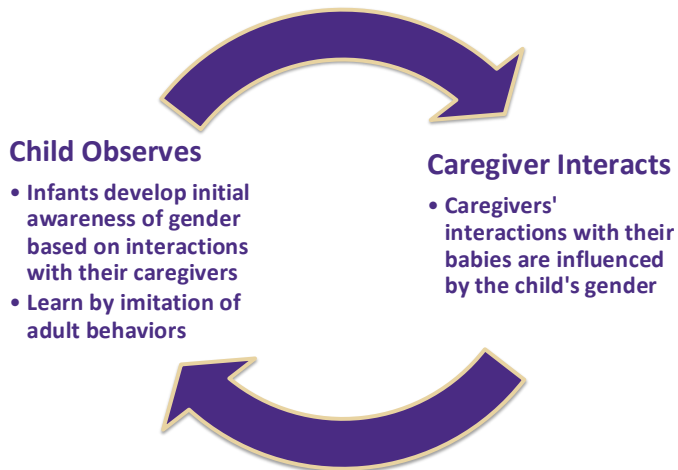 Child Observes
• Infants develop initial
awareness of gender
based on interactions
with their caregivers
• Learn by imitation of
adult behaviors
Caregiver Interacts
• Caregivers'
interactions with their
babies are influenced
by the child's gender